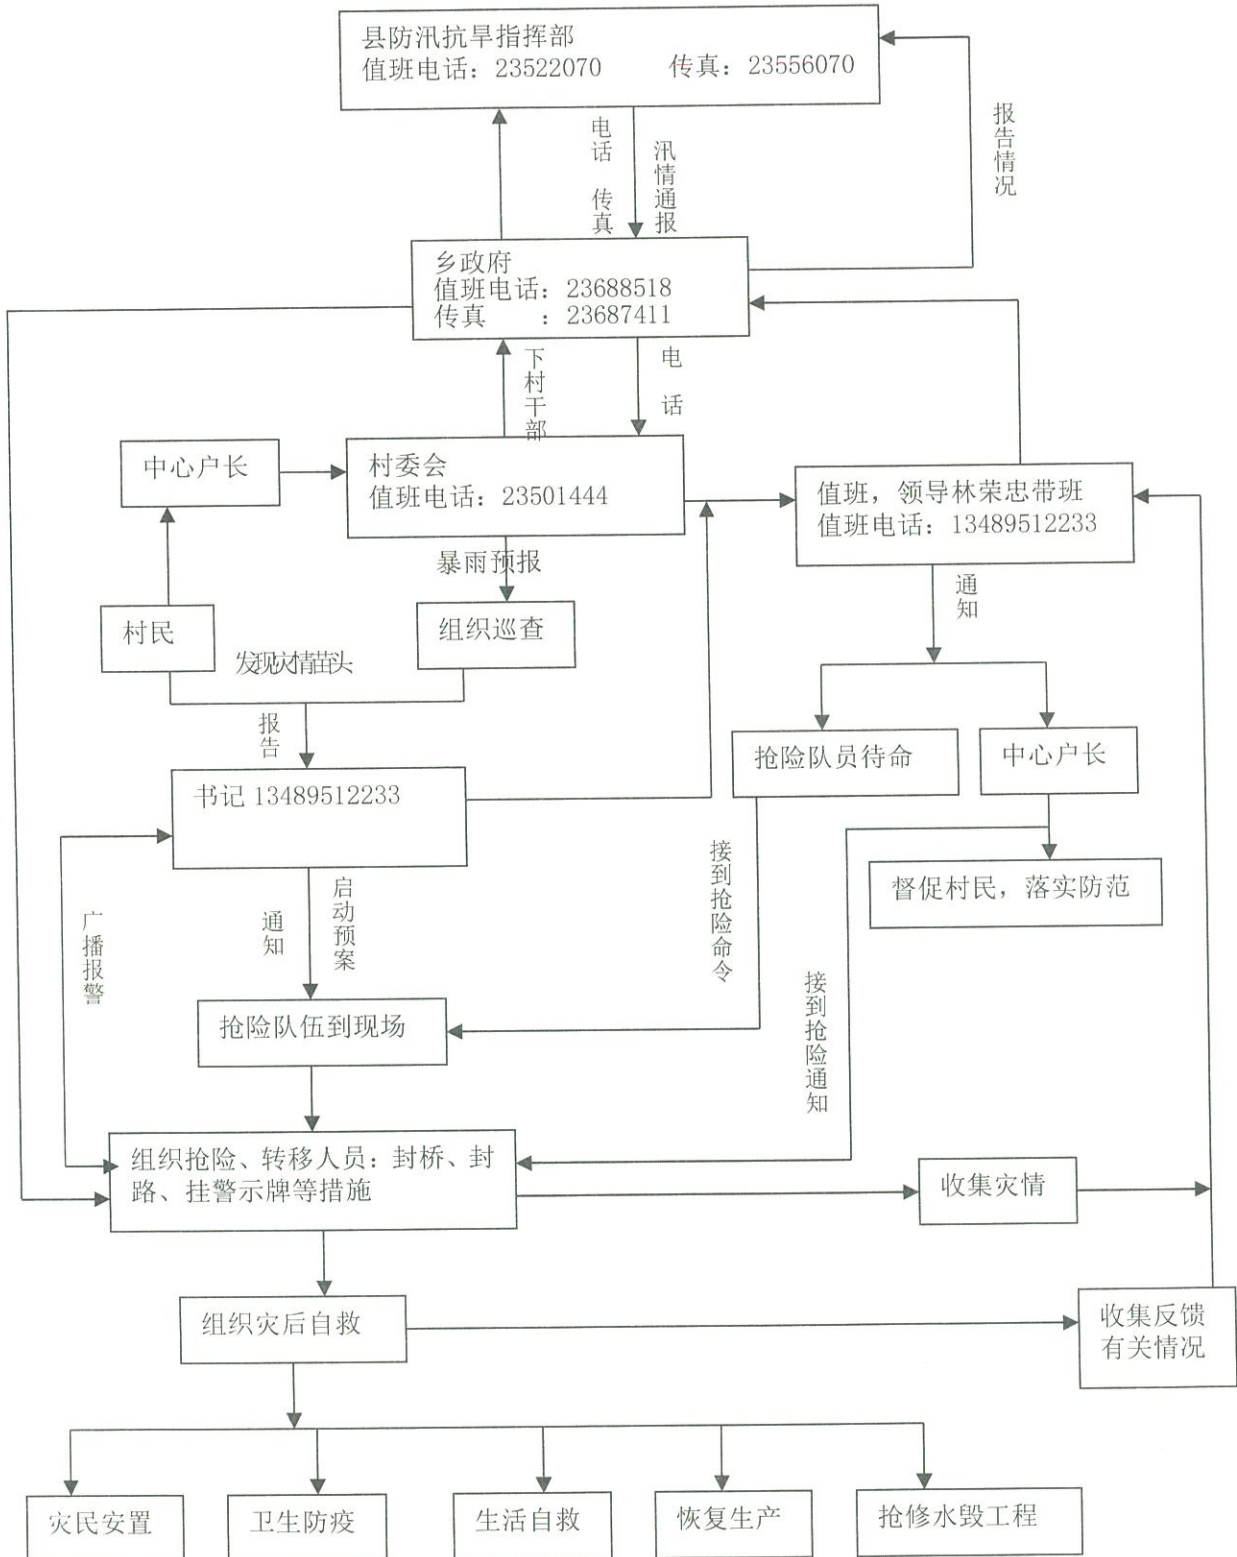 县防汛抗旱指挥部
值班电话：23522070 传真：23556070
报告情况
电话 传真
汛情通报
乡政府
值班电话：23688518
传真 ：23687411
下村干部
电 话
中心户长
村委会
值班电话：23501444
值班，领导林荣忠带班
值班电话：13489512233
暴雨预报
通知
村民
组织巡查
发现灾情苗头
报告
抢险队员待命
中心户长
书记 13489512233
接到抢险命令
督促村民，落实防范
广播报警
通知
启动预案
接到抢险通知
抢险队伍到现场
组织抢险、转移人员：封桥、封
路、挂警示牌等措施
收集灾情
组织灾后自救
收集反馈
有关情况
灾民安置
卫生防疫
生活自救
恢复生产
抢修水毁工程